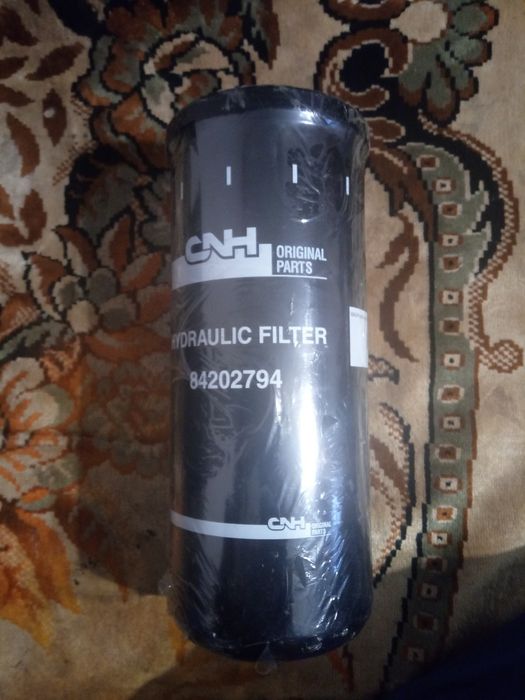 CNH
ORIGINAL
PARTS
HYDRAULIC FILTER
84202794
CNH
ORIGINAL
PARTS